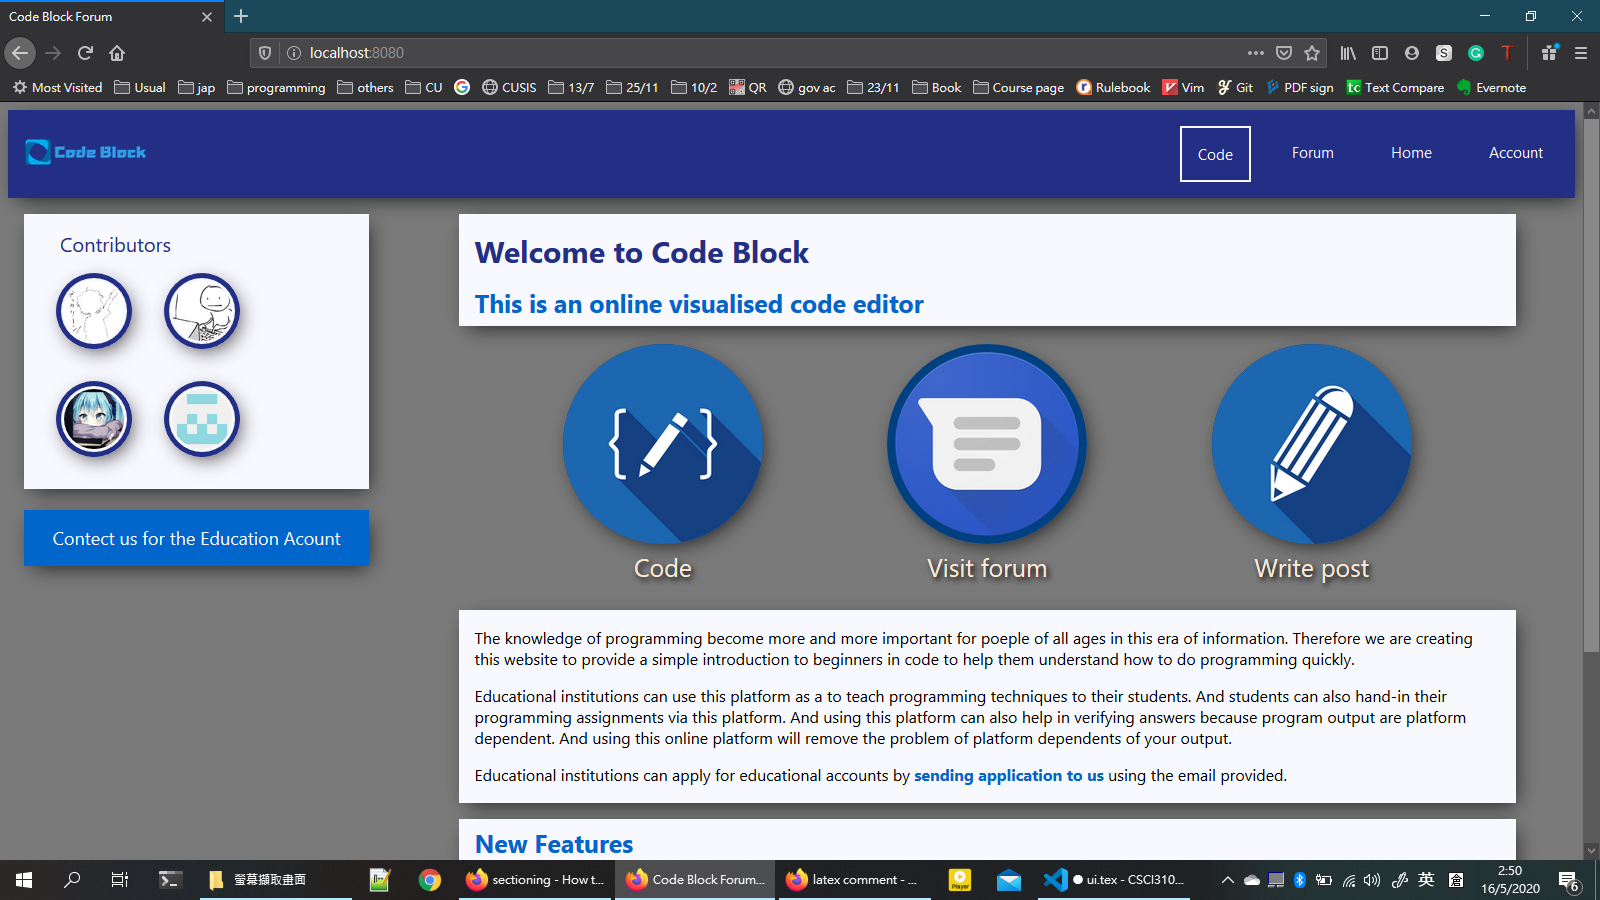 Code Block Forum
localhost:8080
Most Visited Usual jap programming others CU CUSIS 13/7 25/11 10/2 QR gov ac 23/11 Book Course page Rulebook Vim Git PDF sign Text Compare Evernote
Code Block
Code Forum Home Account
Contributors
Contect us for the Education Acount
Welcome to Code Block
This is an online visualised code editor
Code Visit forum Write post
The knowledge of programming become more and more important for poeple of all ages in this era of information. Therefore we are creating
this website to provide a simple introduction to beginners in code to help them understand how to do programming quickly.
Educational institutions can use this platform as a to teach programming techniques to their students. And students can also hand-in their
programming assignments via this platform. And using this platform can also help in verifying answers because program output are platform
dependent. And using this online platform will remove the problem of platform dependents of your output.
Educational institutions can apply for educational accounts by sending application to us using the email provided.
New Features
螢幕擷取畫面 sectioning - How t... Code Block Forum... latex comment - ... Player ui.tex - CSCI310... 英 倉
2:50
16/5/2020
6